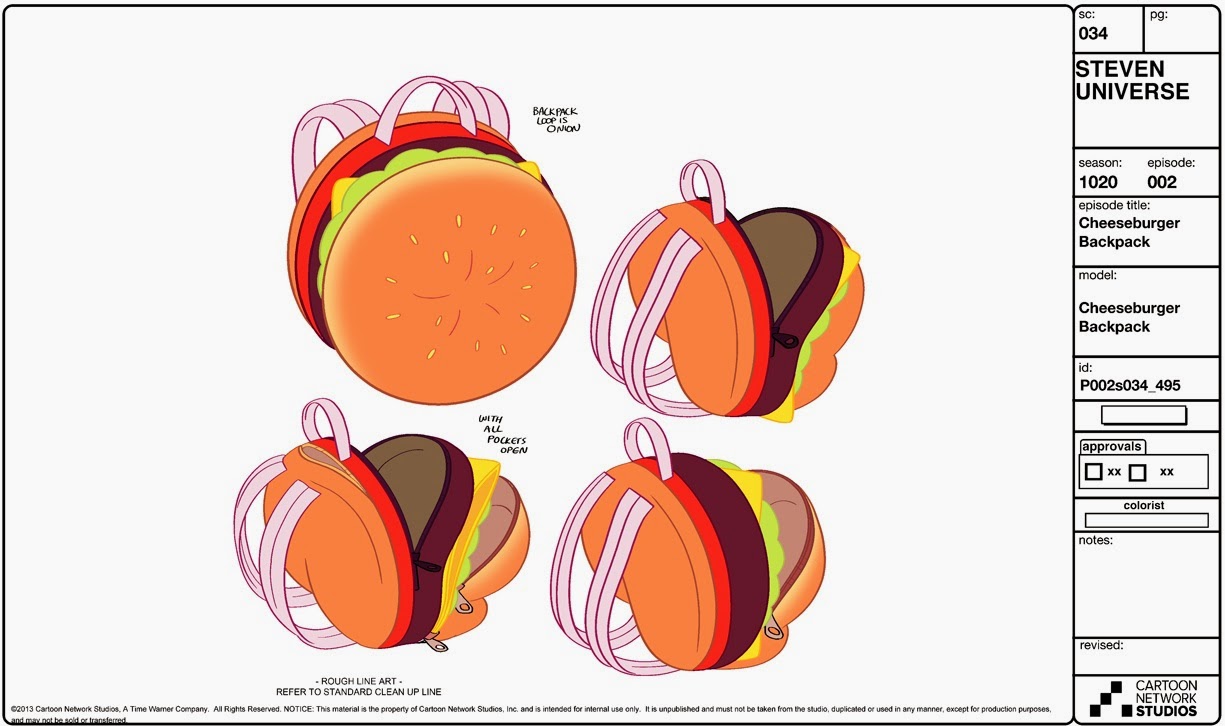 BACKPACK
LOOP IS
ONION
WITH
ALL
POCKETS
OPEN
- ROUGH LINE ART -
REFER TO STANDARD CLEAN UP LINE
©2013 Cartoon Network Studios, A Time Warner Company. All Rights Reserved. NOTICE: This material is the property of Cartoon Network Studios, Inc. and is intended for internal use only. It is unpublished and must not be taken from the studio, duplicated or used in any manner, except for production purposes,
and may not be sold or transferred.
sc: pg:
034
STEVEN
UNIVERSE
season: episode:
1020 002
episode title:
Cheeseburger
Backpack
model:
Cheeseburger
Backpack
id:
P002s034_495
approvals
xx xx
colorist
notes:
revised:
CARTOON
NETWORK
STUDIOS